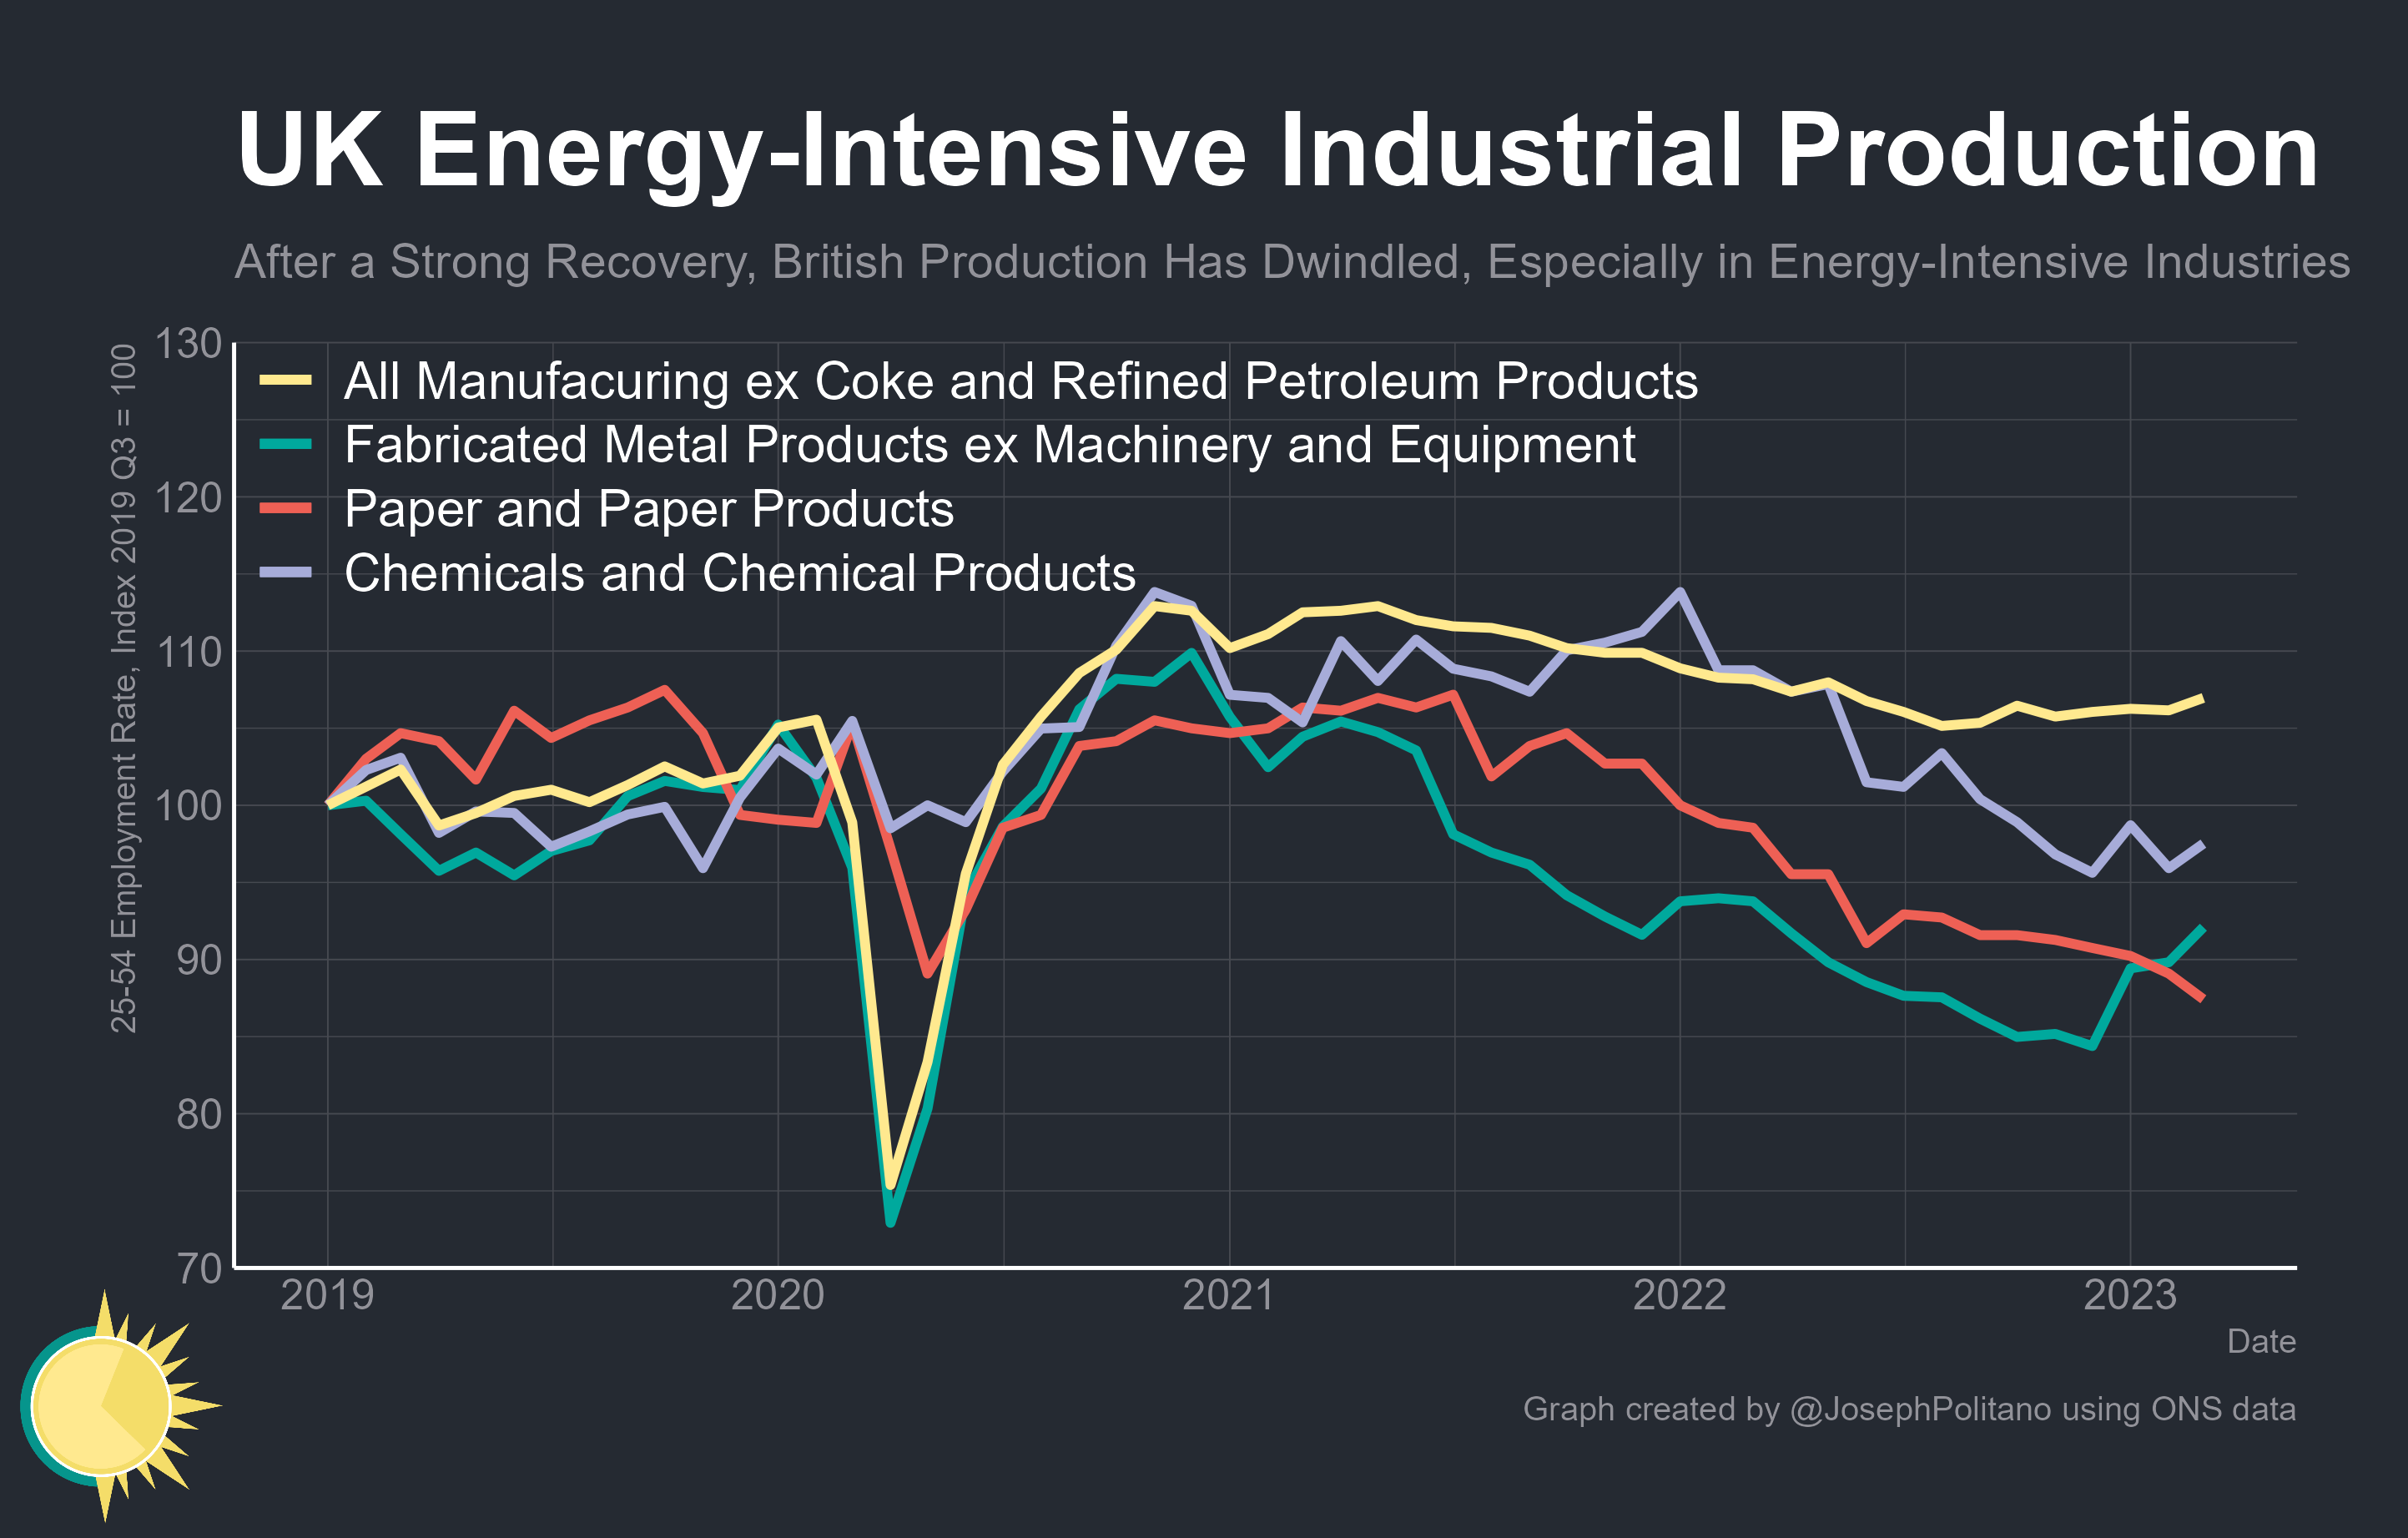 UK Energy-Intensive Industrial Production
After a Strong Recovery, British Production Has Dwindled, Especially in Energy-Intensive Industries
25-54 Employment Rate, Index 2019 Q3 = 100
130
120
110
100
90
80
70
All Manufacuring ex Coke and Refined Petroleum Products
Fabricated Metal Products ex Machinery and Equipment
Paper and Paper Products
Chemicals and Chemical Products
2019 2020 2021 2022 2023
Date
Graph created by @JosephPolitano using ONS data